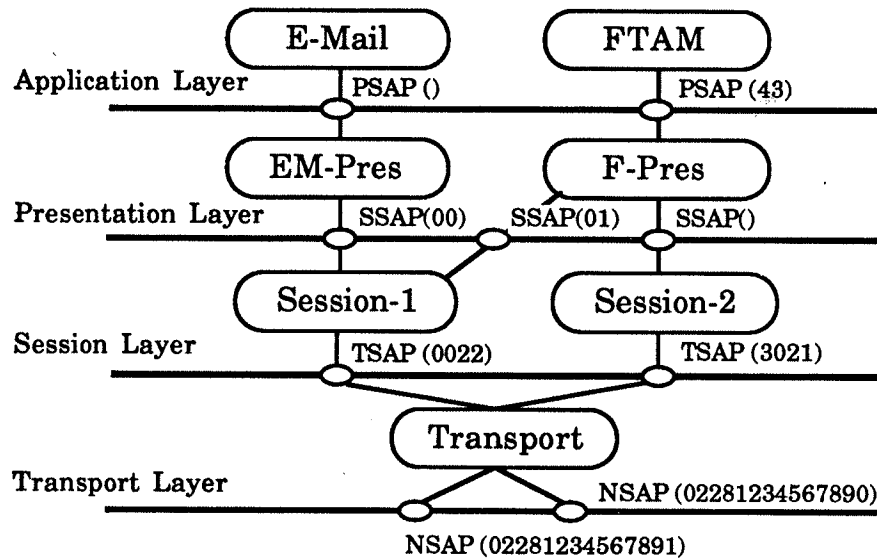 E-Mail
FTAM
Application Layer
PSAP ()
PSAP (43)
EM-Pres
F-Pres
Presentation Layer
SSAP(00)
SSAP(01)
SSAP()
Session-1
Session-2
Session Layer
TSAP (0022)
TSAP (3021)
Transport
Transport Layer
NSAP (02281234567890)
NSAP (02281234567891)